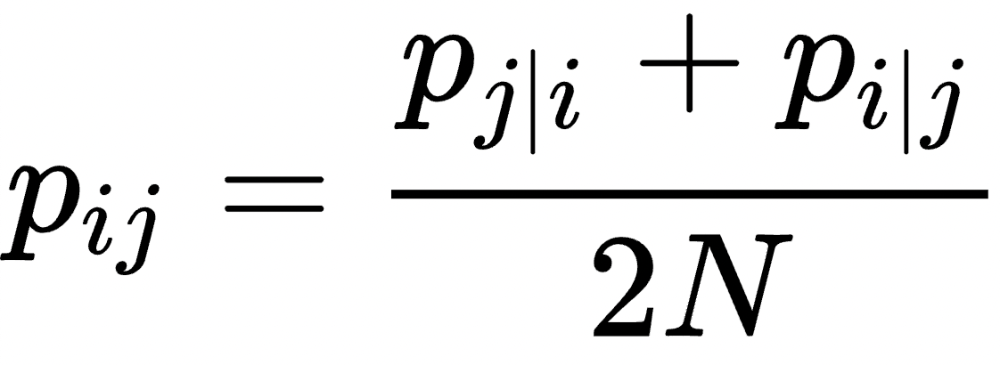 p_{ij} = \frac{p_{j|i} + p_{i|j}}{2N}